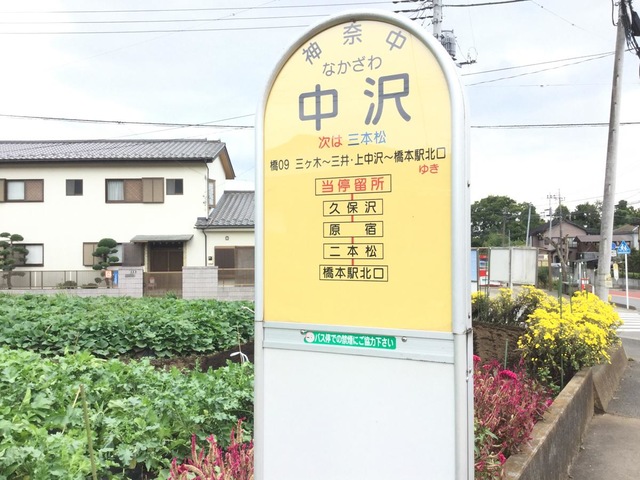 神奈中
なかざわ
中沢
次は 三本松
橋09 三ヶ木～三井・上中沢～橋本駅北口
ゆき
当停留所
久保沢
原宿
二本松
橋本駅北口
バス停での禁煙にご協力下さい